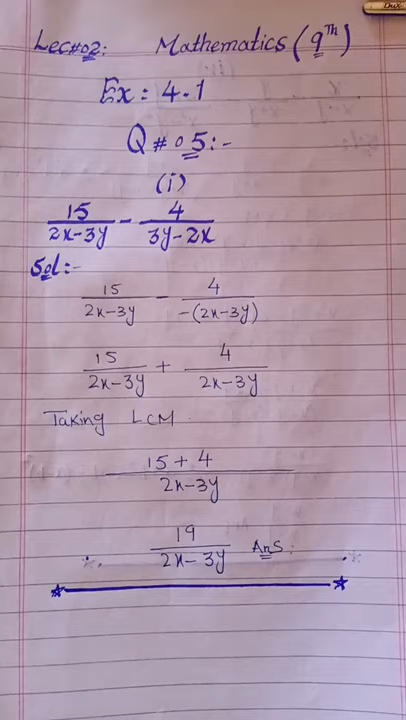 Lec#02: Mathematics (9Th)
Ex: 4.1
Q # 05:-
(i)
15/(2x-3y) - 4/(3y-2x)
Sol:-
15/(2x-3y) - 4/(-(2x-3y))
15/(2x-3y) + 4/(2x-3y)
Taking LCM
(15+4)/(2x-3y)
19/(2x-3y) AnS: